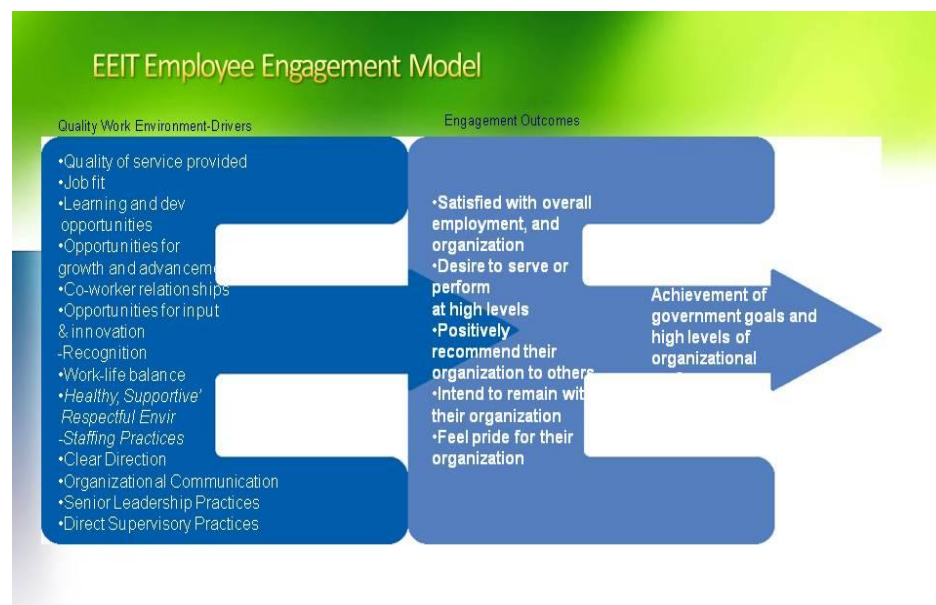 EEIT Employee Engagement Model
Quality Work Environment-Drivers
•Quality of service provided
•Job fit
•Learning and dev
opportunities
•Opportunities for
growth and advanceme
•Co-worker relationships
•Opportunities for input
& innovation
-Recognition
•Work-life balance
•Healthy, Supportive'
Respectful Envir
-Staffing Practices
•Clear Direction
•Organizational Communication
•Senior Leadership Practices
•Direct Supervisory Practices
Engagement Outcomes
•Satisfied with overall
employment, and
organization
•Desire to serve or
perform
at high levels
•Positively
recommend their
organization to others
•Intend to remain wit
their organization
•Feel pride for their
organization
Achievement of
government goals and
high levels of
organizational